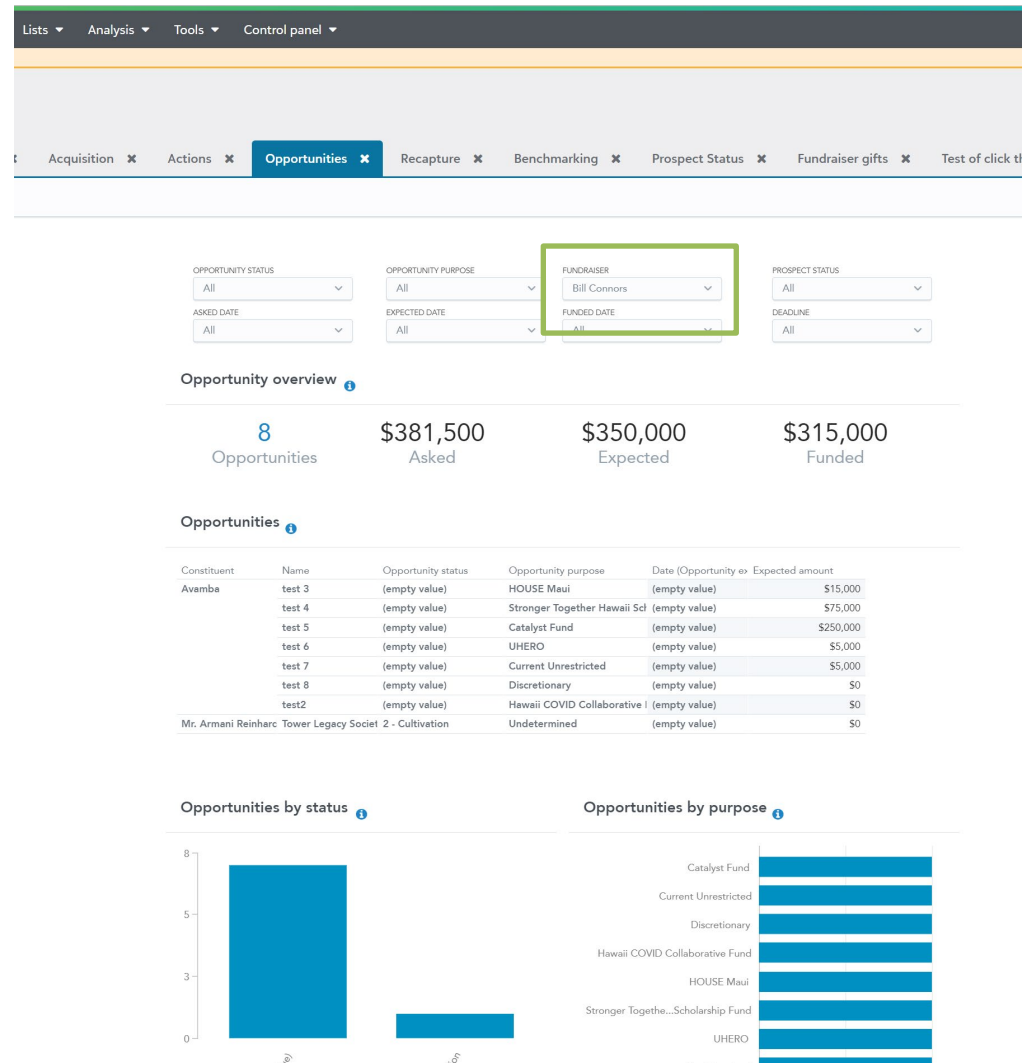 Lists Analysis Tools Control panel
Acquisition Actions Opportunities Recapture Benchmarking Prospect Status Fundraiser gifts Test of click
OPPORTUNITY STATUS OPPORTUNITY PURPOSE FUNDRAISER PROSPECT STATUS
All All Bill Connors All
ASKED DATE EXPECTED DATE FUNDED DATE DEADLINE
All All All All
Opportunity overview
8 $381,500 $350,000 $315,000
Opportunities Asked Expected Funded
Opportunities
Constituent Name Opportunity status Opportunity purpose Date (Opportunity Expected amount
Avamba test 3 (empty value) HOUSE Maui (empty value) $15,000
test 4 (empty value) Stronger Together Hawaii (empty value) $75,000
test 5 (empty value) Catalyst Fund (empty value) $250,000
test 6 (empty value) UHERO (empty value) $5,000
test 7 (empty value) Current Unrestricted (empty value) $5,000
test 8 (empty value) Discretionary (empty value) $0
test2 (empty value) Hawaii COVID Collaborative (empty value) $0
Mr. Armani Tower Legacy 2 - Cultivation Undetermined (empty value) $0
Opportunities by status Opportunities by purpose
8
5
3
0
Catalyst Fund
Current Unrestricted
Discretionary
Hawaii COVID Collaborative Fund
HOUSE Maui
Stronger Togethe...Scholarship Fund
UHERO